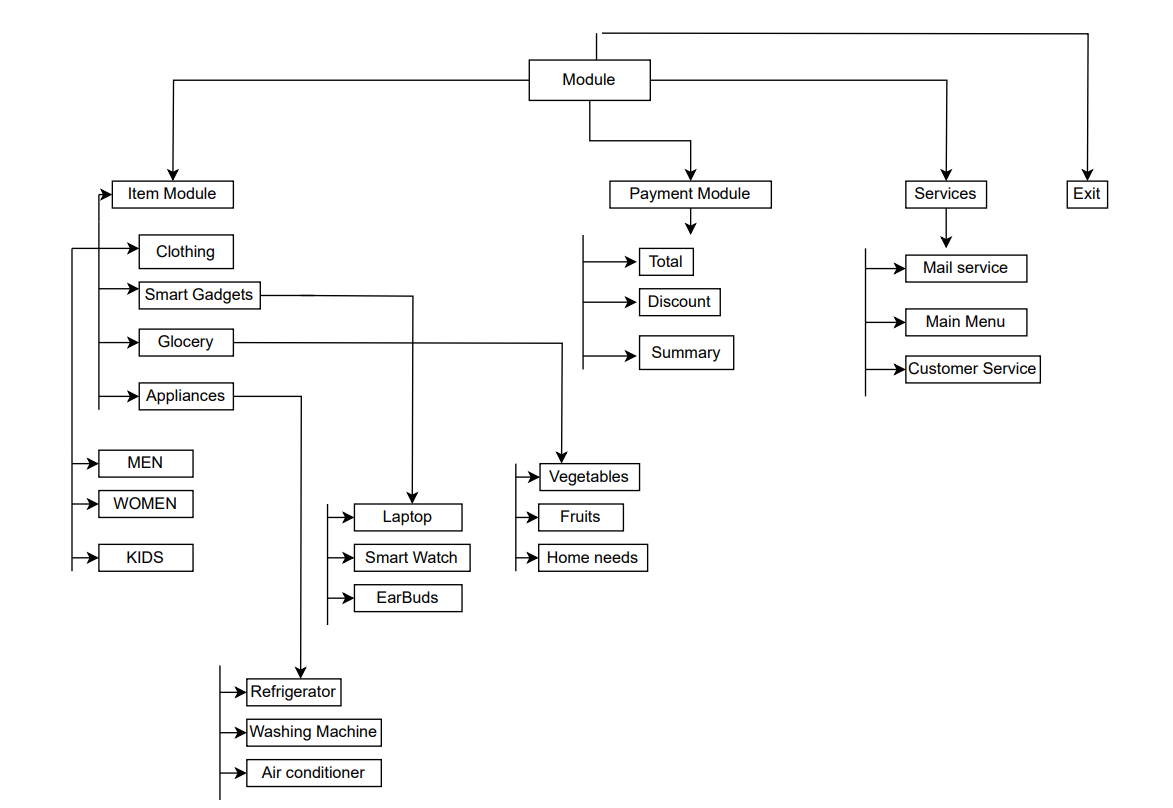 Module
Item Module
Payment Module
Services
Exit
Clothing
Smart Gadgets
Glocery
Appliances
Total
Discount
Summary
Mail service
Main Menu
Customer Service
MEN
WOMEN
KIDS
Laptop
Smart Watch
EarBuds
Vegetables
Fruits
Home needs
Refrigerator
Washing Machine
Air conditioner